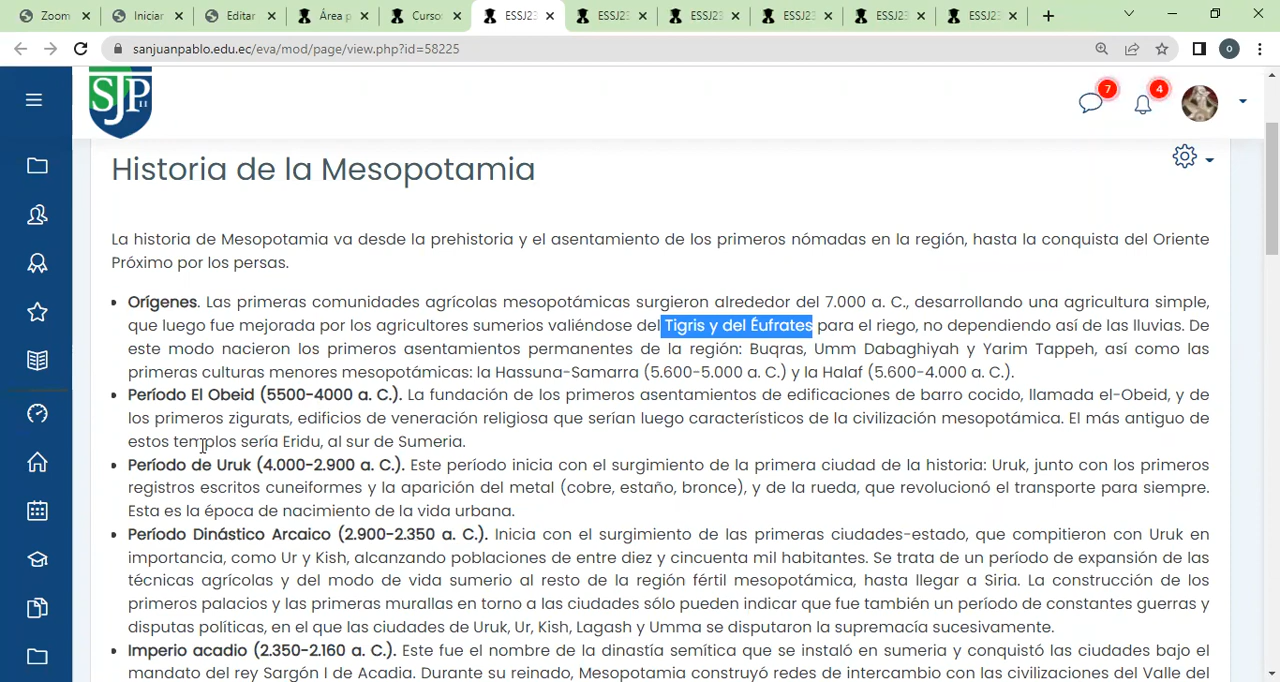 Zoom
Iniciar
Editar
Área p
Curso
ESSJ23
ESSJ23
ESSJ23
ESSJ23
ESSJ23
ESSJ23
sanjuanpablo.edu.ec/eva/mod/page/view.php?id=58225
o
SJP II
7
4
Historia de la Mesopotamia
La historia de Mesopotamia va desde la prehistoria y el asentamiento de los primeros nómadas en la región, hasta la conquista del Oriente
Próximo por los persas.
Orígenes. Las primeras comunidades agrícolas mesopotámicas surgieron alrededor del 7.000 a. C., desarrollando una agricultura simple,
que luego fue mejorada por los agricultores sumerios valiéndose del Tigris y del Éufrates para el riego, no dependiendo así de las lluvias. De
este modo nacieron los primeros asentamientos permanentes de la región: Buqras, Umm Dabaghiyah y Yarim Tappeh, así como las
primeras culturas menores mesopotámicas: la Hassuna-Samarra (5.600-5.000 a. C.) y la Halaf (5.600-4.000 a. C.).
Período El Obeid (5500-4000 a. C.). La fundación de los primeros asentamientos de edificaciones de barro cocido, llamada el-Obeid, y de
los primeros zigurats, edificios de veneración religiosa que serían luego característicos de la civilización mesopotámica. El más antiguo de
estos templos sería Eridu, al sur de Sumeria.
Período de Uruk (4.000-2.900 a. C.). Este período inicia con el surgimiento de la primera ciudad de la historia: Uruk, junto con los primeros
registros escritos cuneiformes y la aparición del metal (cobre, estaño, bronce), y de la rueda, que revolucionó el transporte para siempre.
Esta es la época de nacimiento de la vida urbana.
Período Dinástico Arcaico (2.900-2.350 a. C.). Inicia con el surgimiento de las primeras ciudades-estado, que compitieron con Uruk en
importancia, como Ur y Kish, alcanzando poblaciones de entre diez y cincuenta mil habitantes. Se trata de un período de expansión de las
técnicas agrícolas y del modo de vida sumerio al resto de la región fértil mesopotámica, hasta llegar a Siria. La construcción de los
primeros palacios y las primeras murallas en torno a las ciudades sólo pueden indicar que fue también un período de constantes guerras y
disputas políticas, en el que las ciudades de Uruk, Ur, Kish, Lagash y Umma se disputaron la supremacía sucesivamente.
Imperio acadio (2.350-2.160 a. C.). Este fue el nombre de la dinastía semítica que se instaló en sumeria y conquistó las ciudades bajo el
mandato del rey Sargón I de Acadia. Durante su reinado, Mesopotamia construyó redes de intercambio con las civilizaciones del Valle del